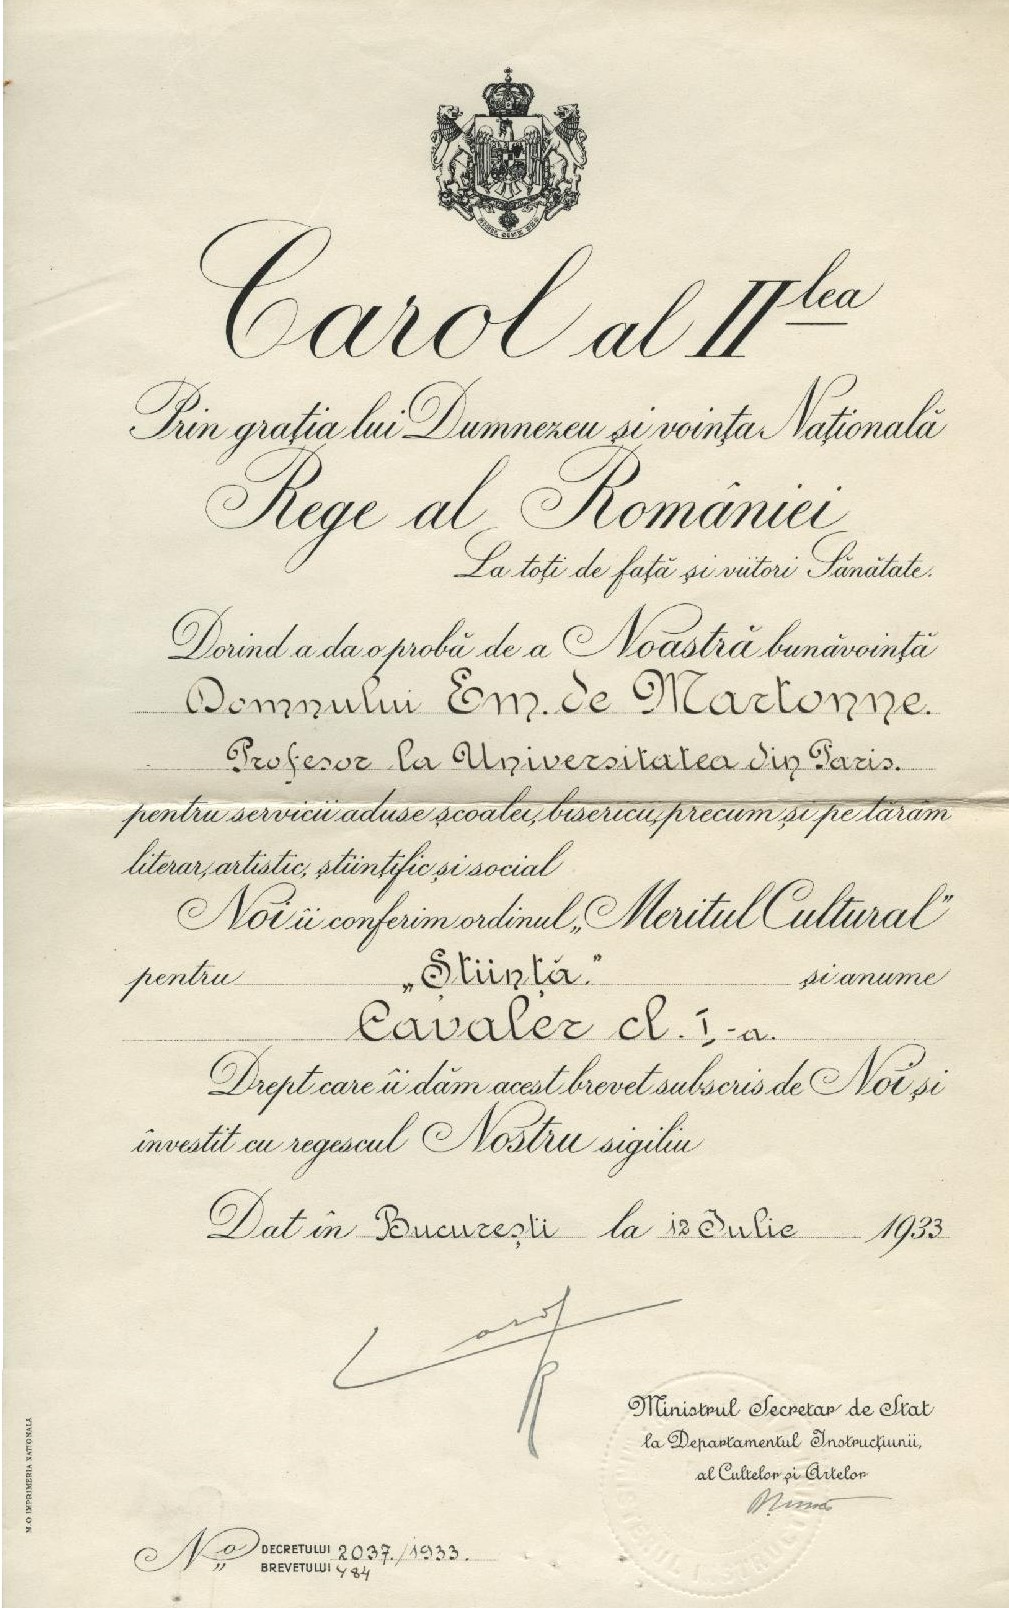 Carol al II lea
Prin grația lui Dumnezeu și voința Națională
Rege al României
La toți de față și viitori Sănătate.
Dorind a da o probă de a Noastră bunăvoință
Domnului Em. de Martonne.
Profesor la Universitatea din Paris.
pentru servicii aduse școalei, bisericii, precum și pe tărâm
literar, artistic, științific și social
Noi îi conferim ordinul „Meritul Cultural”
pentru „Știință.” și anume
Cavaler cl. I-a.
Drept care îi dăm acest brevet subscris de Noi și
învestit cu regescul Nostru sigiliu
Dat în București la 12 Iulie 1933
Carol R
Ministrul Secretar de Stat
la Departamentul Instrucțiunii,
al Cultelor și Artelor
No DECRETULUI 2037./1933.
BREVETULUI 484
M.O IMPRIMERIA NAȚIONALĂ